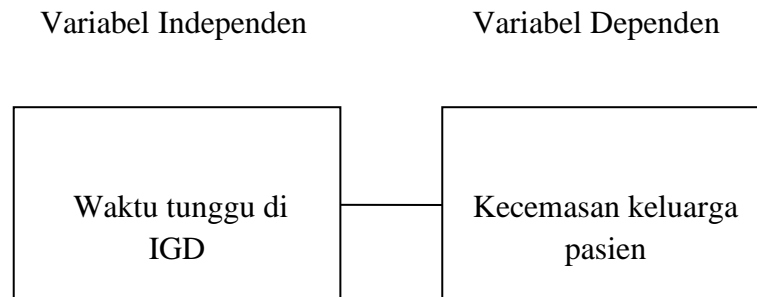 Variabel Independen
Variabel Dependen
Waktu tunggu di
IGD
Kecemasan keluarga
pasien